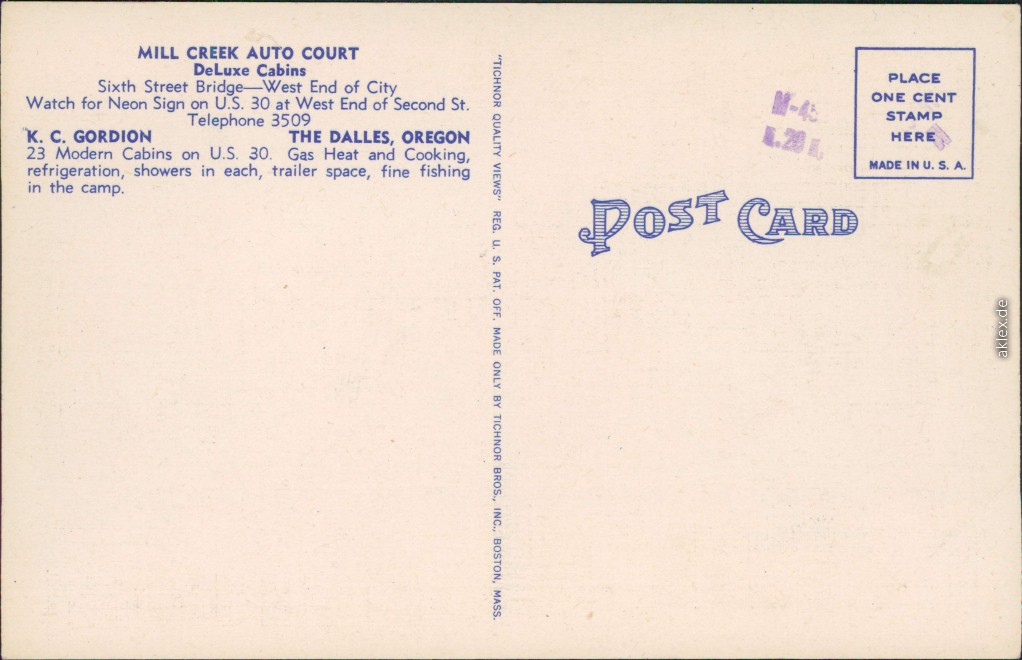 MILL CREEK AUTO COURT
DeLuxe Cabins
Sixth Street Bridge—West End of City
Watch for Neon Sign on U.S. 30 at West End of Second St.
Telephone 3509
K. C. GORDION THE DALLES, OREGON
23 Modern Cabins on U.S. 30. Gas Heat and Cooking,
refrigeration, showers in each, trailer space, fine fishing
in the camp.
"TICHNOR QUALITY VIEWS" REG. U. S. PAT. OFF. MADE ONLY BY TICHNOR BROS., INC., BOSTON, MASS.
POST CARD
PLACE
ONE CENT
STAMP
HERE
MADE IN U. S. A.
aklex.de